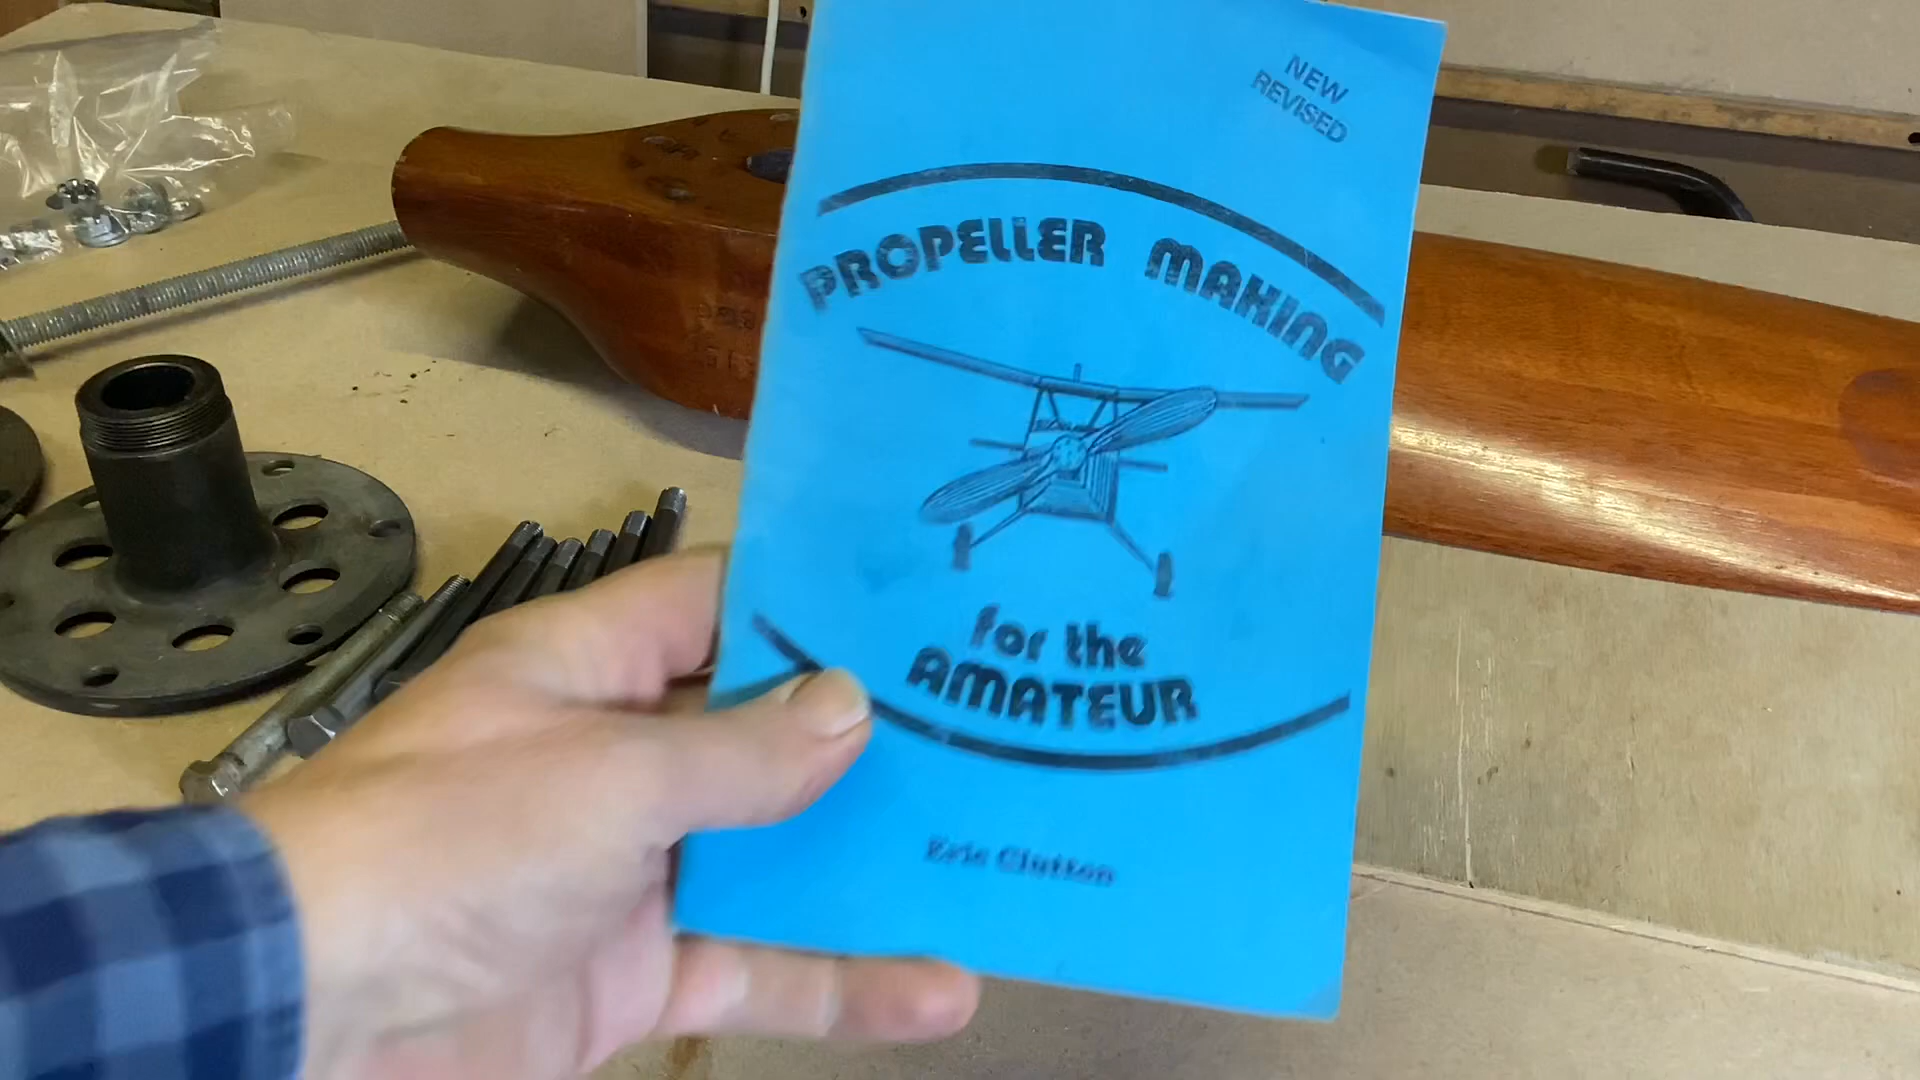 NEW
REVISED
PROPELLER MAKING
for the
AMATEUR
Eric Clutton